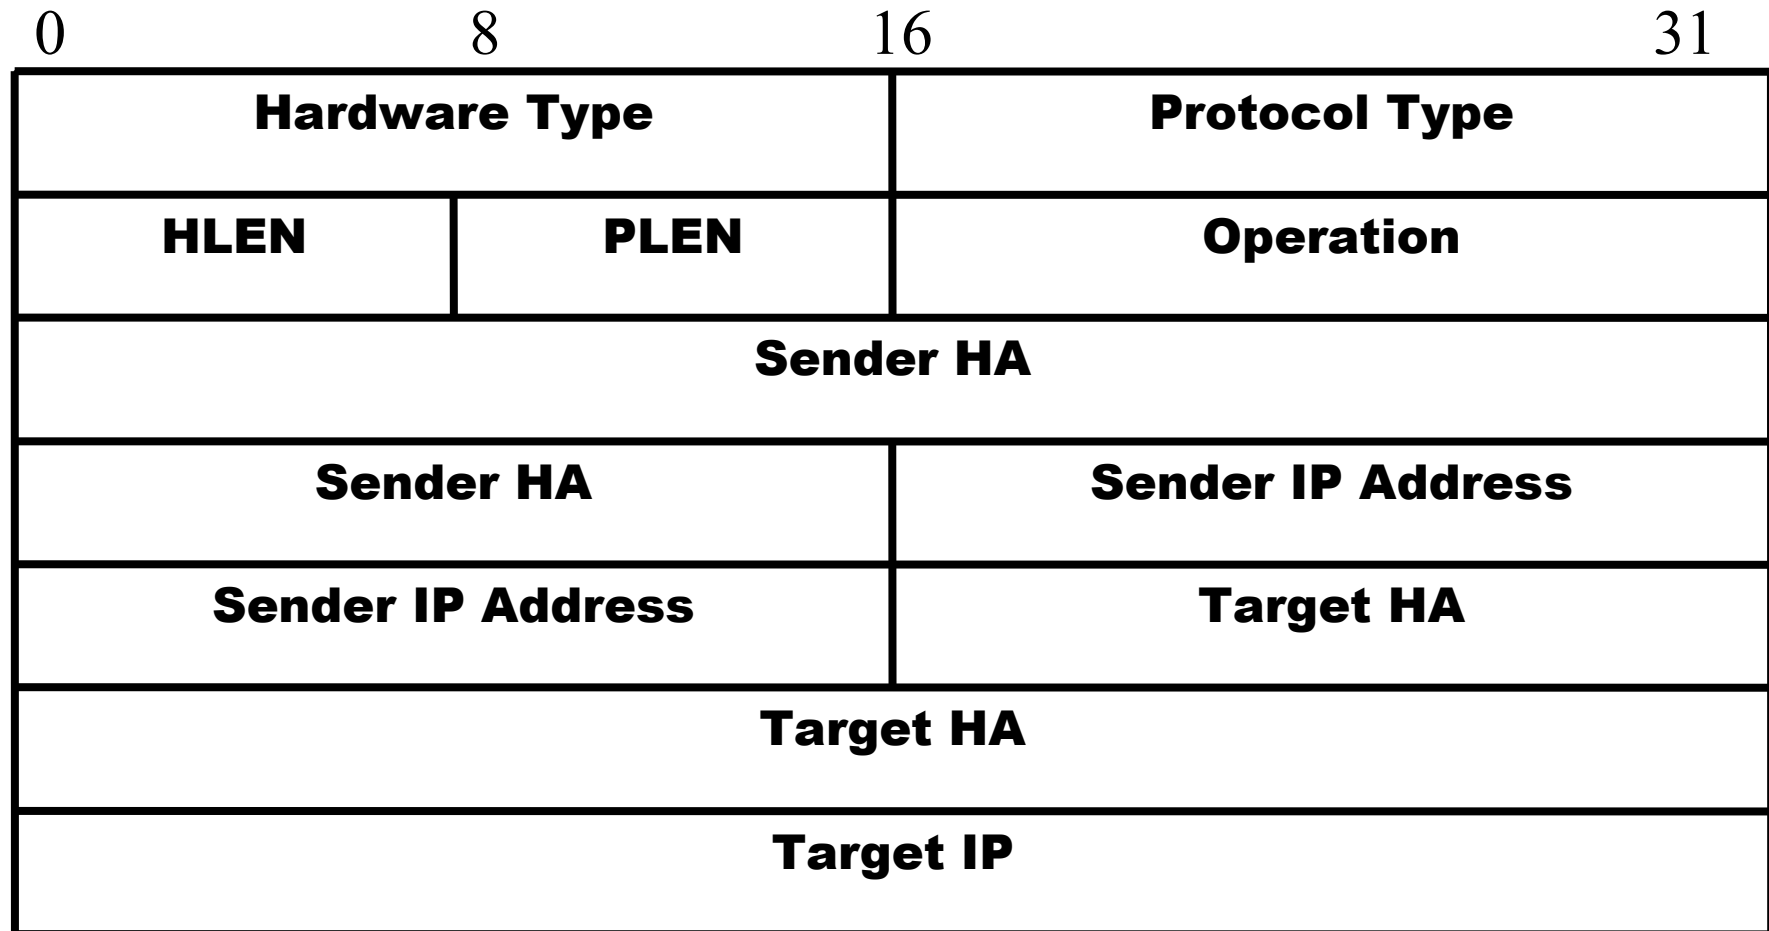 0 8 16 31
Hardware Type Protocol Type
HLEN PLEN Operation
Sender HA
Sender HA Sender IP Address
Sender IP Address Target HA
Target HA
Target IP